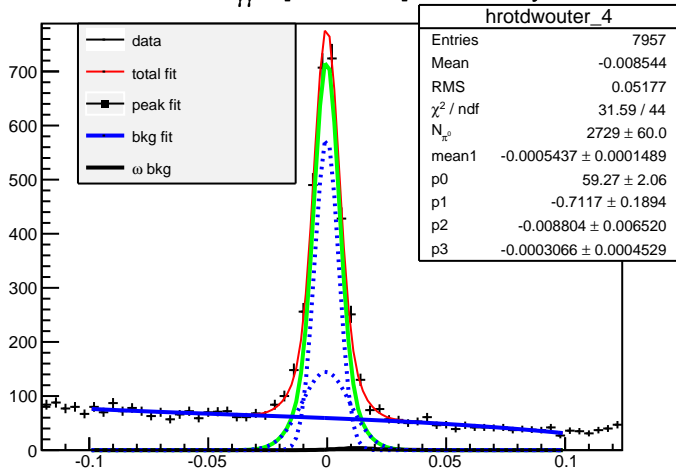 hrotdwouter_4
Entries 7957
Mean -0.008544
RMS 0.05177
χ² / ndf 31.59 / 44
N_π⁰ 2729 ± 60.0
mean1 -0.0005437 ± 0.0001489
p0 59.27 ± 2.06
p1 -0.7117 ± 0.1894
p2 -0.008804 ± 0.006520
p3 -0.0003066 ± 0.0004529
data
total fit
peak fit
bkg fit
ω bkg
700
600
500
400
300
200
100
0
-0.1 -0.05 0 0.05 0.1